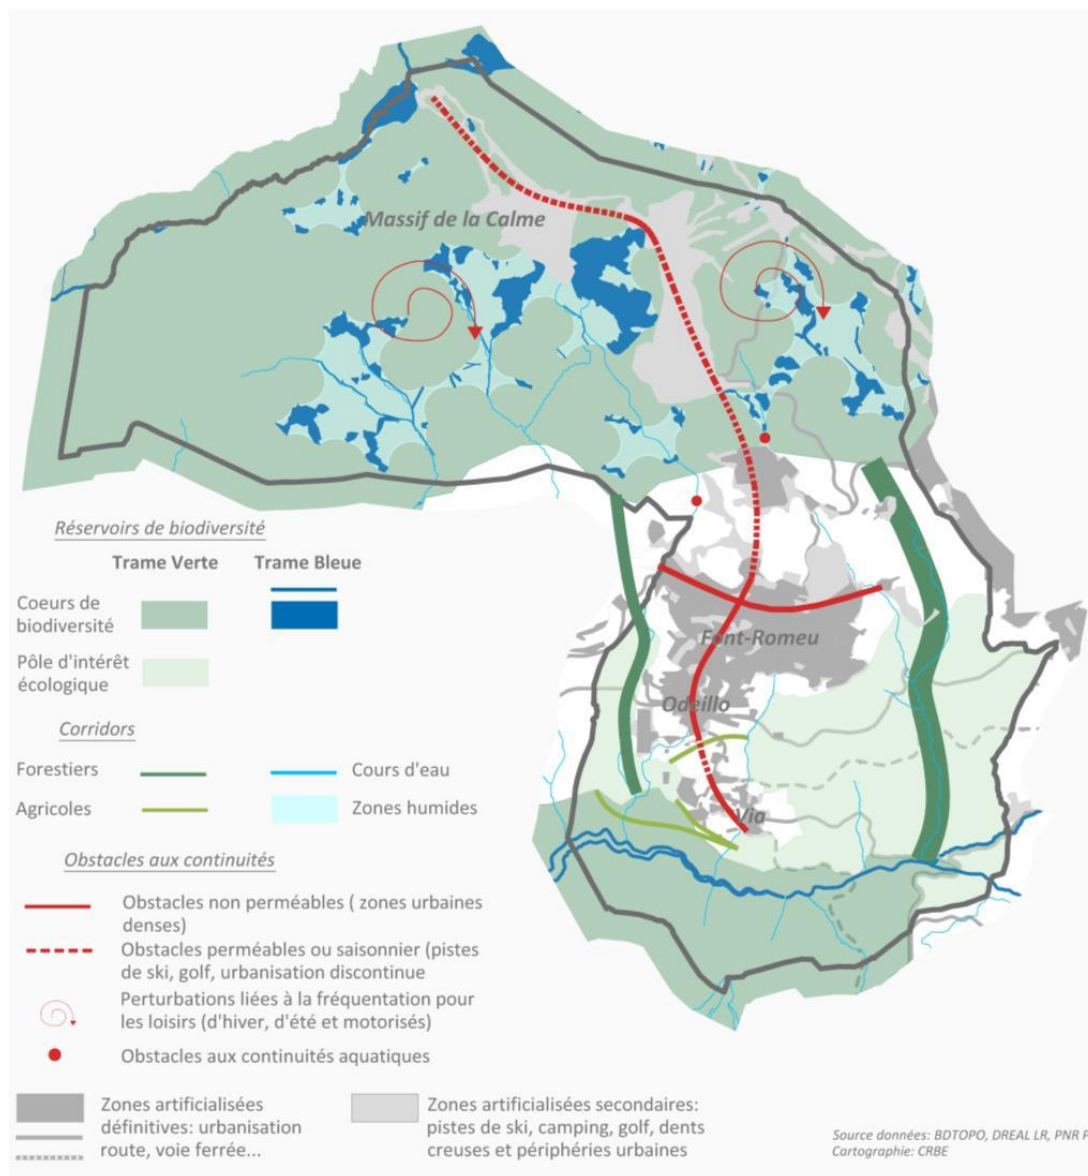 Massif de la Calme
Font-Romeu
Odeillo
Via
Réservoirs de biodiversité
Trame Verte
Trame Bleue
Coeurs de
biodiversité
Pôle d'intérêt
écologique
Corridors
Forestiers
Cours d'eau
Agricoles
Zones humides
Obstacles aux continuités
Obstacles non perméables ( zones urbaines
denses)
Obstacles perméables ou saisonnier (pistes
de ski, golf, urbanisation discontinue
Perturbations liées à la fréquentation pour
les loisirs (d'hiver, d'été et motorisés)
Obstacles aux continuités aquatiques
Zones artificialisées
définitives: urbanisation
route, voie ferrée...
Zones artificialisées secondaires:
pistes de ski, camping, golf, dents
creuses et périphéries urbaines
Source données: BDTOPO, DREAL LR, PNR P
Cartographie: CRBE